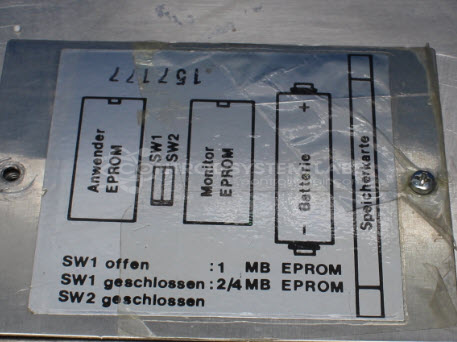 157177
Anwender
EPROM
SW1
SW2
Monitor
EPROM
+ Batterie -
Speicherkarte
SW1 offen : 1 MB EPROM
SW1 geschlossen : 2/4 MB EPROM
SW2 geschlossen